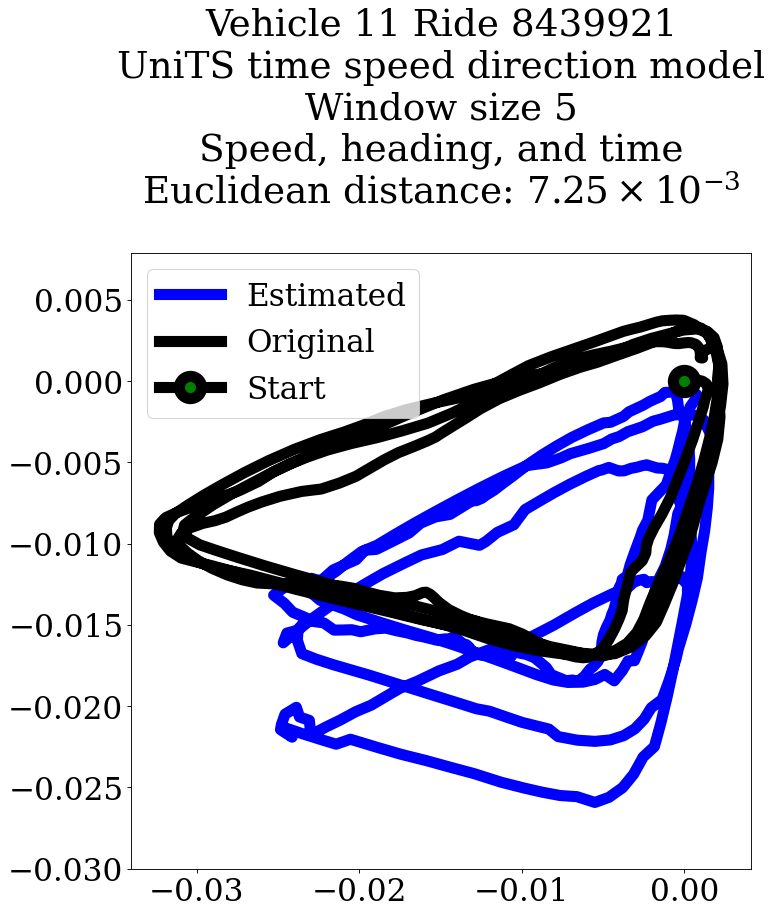 Vehicle 11 Ride 8439921
UniTS time speed direction model
Window size 5
Speed, heading, and time
Euclidean distance: 7.25 × 10⁻³
Estimated
Original
Start
0.005
0.000
−0.005
−0.010
−0.015
−0.020
−0.025
−0.030
−0.03
−0.02
−0.01
0.00